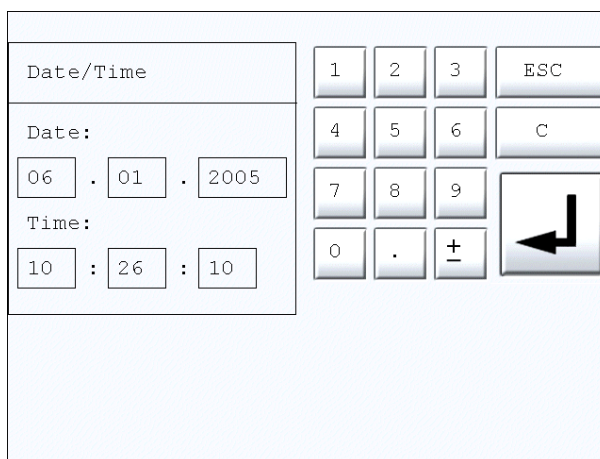 Date/Time
Date:
06 . 01 . 2005
Time:
10 : 26 : 10
1 2 3 ESC
4 5 6 C
7 8 9
0 . ±